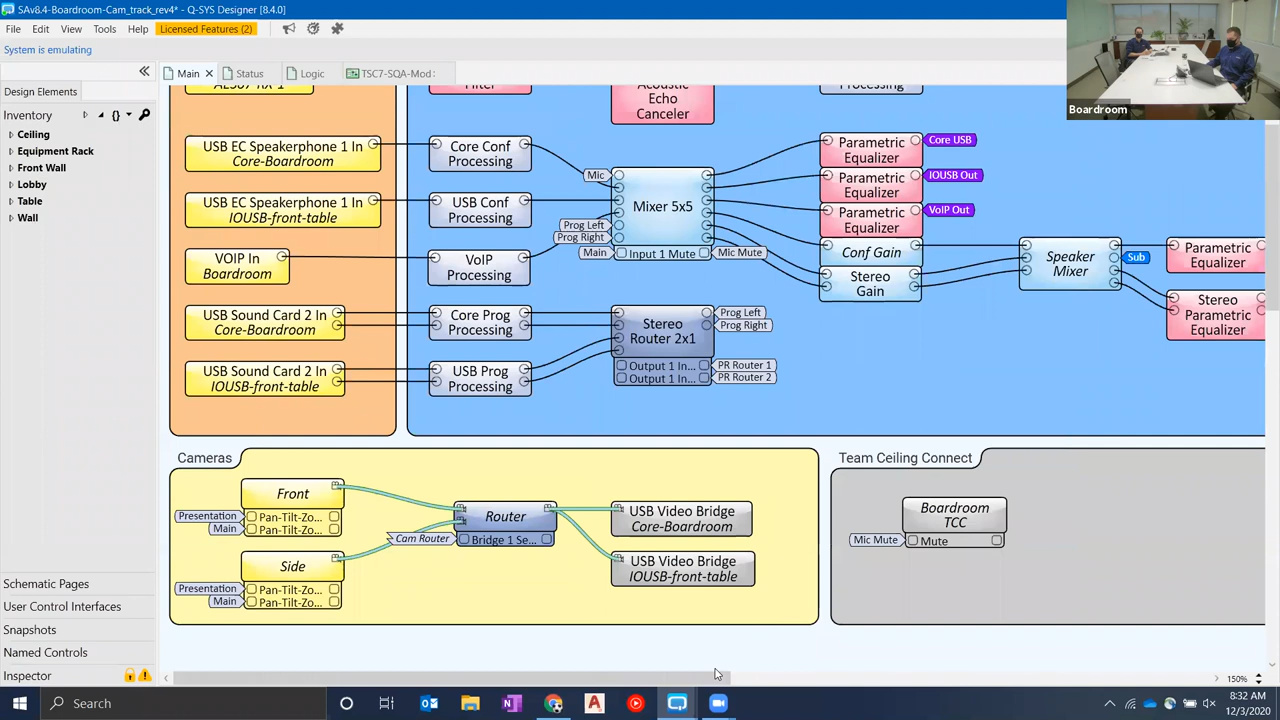 SAv8.4-Boardroom-Cam_track_rev4* - Q-SYS Designer [8.4.0]
File Edit View Tools Help Licensed Features (2)
System is emulating
Main Status Logic TSC7-SQA-Mod
Design Elements
Inventory
Ceiling
Equipment Rack
Front Wall
Lobby
Table
Wall
Schematic Pages
User Control Interfaces
Snapshots
Named Controls
Inspector
USB EC Speakerphone 1 In
Core-Boardroom
USB EC Speakerphone 1 In
IOUSB-front-table
VOIP In
Boardroom
USB Sound Card 2 In
Core-Boardroom
USB Sound Card 2 In
IOUSB-front-table
Filter
Core Conf
Processing
USB Conf
Processing
VoIP
Processing
Core Prog
Processing
USB Prog
Processing
Acoustic
Echo
Canceler
Mic
Mixer 5x5
Prog Left
Prog Right
Main
Input 1 Mute
Mic Mute
Stereo
Router 2x1
Prog Left
Prog Right
Output 1 In...
PR Router 1
Output 1 In...
PR Router 2
Processing
Parametric
Equalizer
Core USB
Parametric
Equalizer
IOUSB Out
Parametric
Equalizer
VoIP Out
Conf Gain
Stereo
Gain
Speaker
Mixer
Sub
Parametric
Equalizer
Stereo
Parametric
Equalizer
Cameras
Front
Presentation
Pan-Tilt-Zo...
Main
Pan-Tilt-Zo...
Side
Presentation
Pan-Tilt-Zo...
Main
Pan-Tilt-Zo...
Cam Router
Router
Bridge 1 Se...
USB Video Bridge
Core-Boardroom
USB Video Bridge
IOUSB-front-table
Team Ceiling Connect
Boardroom
TCC
Mic Mute
Mute
Boardroom
150%
Search
8:32 AM
12/3/2020